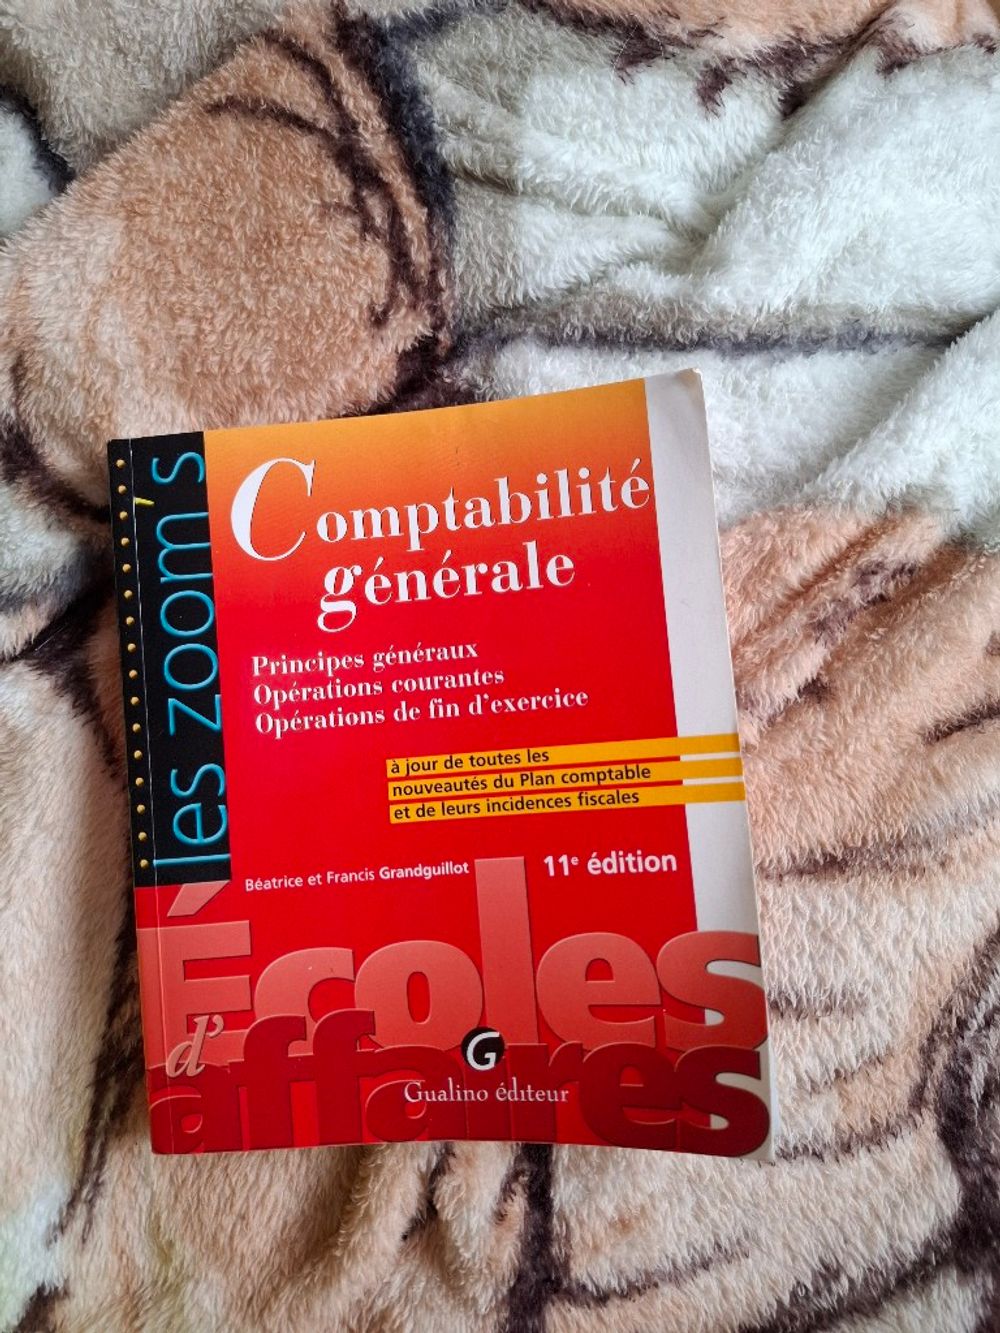 les zoom's
Comptabilité
générale
Principes généraux
Opérations courantes
Opérations de fin d'exercice
à jour de toutes les
nouveautés du Plan comptable
et de leurs incidences fiscales
Béatrice et Francis Grandguillot
11e édition
Écoles
d'affaires
G
Gualino éditeur